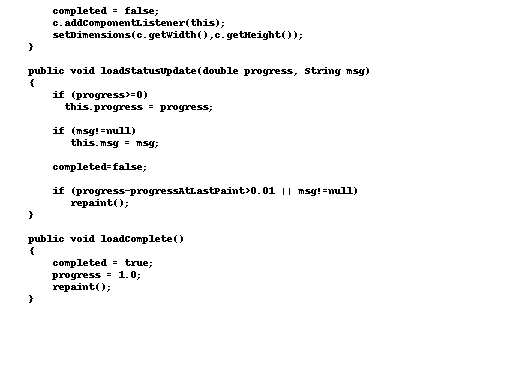 completed = false;
c.addComponentListener(this);
setDimensions(c.getWidth(),c.getHeight());
}
public void loadStatusUpdate(double progress, String msg)
{
if (progress>=0)
this.progress = progress;
if (msg!=null)
this.msg = msg;
completed=false;
if (progress-progressAtLastPaint>0.01 || msg!=null)
repaint();
}
public void loadComplete()
{
completed = true;
progress = 1.0;
repaint();
}